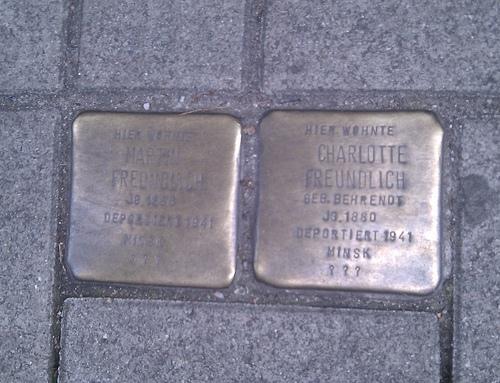 HIER WOHNTE
MARTIN
FREUNDLICH
JG. 1880
DEPORTIERT 1941
MINSK
? ? ?
HIER WOHNTE
CHARLOTTE
FREUNDLICH
GEB. BEHRENDT
JG. 1880
DEPORTIERT 1941
MINSK
? ? ?